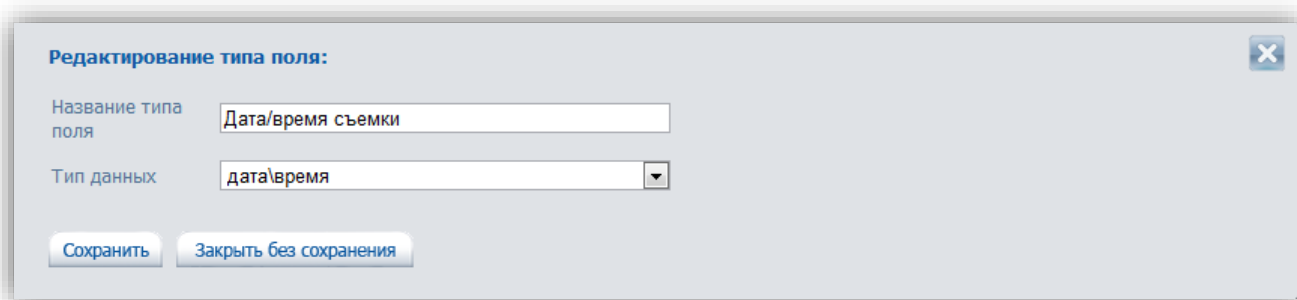 Редактирование типа поля:
Название типа
поля
Дата/время съемки
Тип данных
дата\время
Сохранить
Закрыть без сохранения